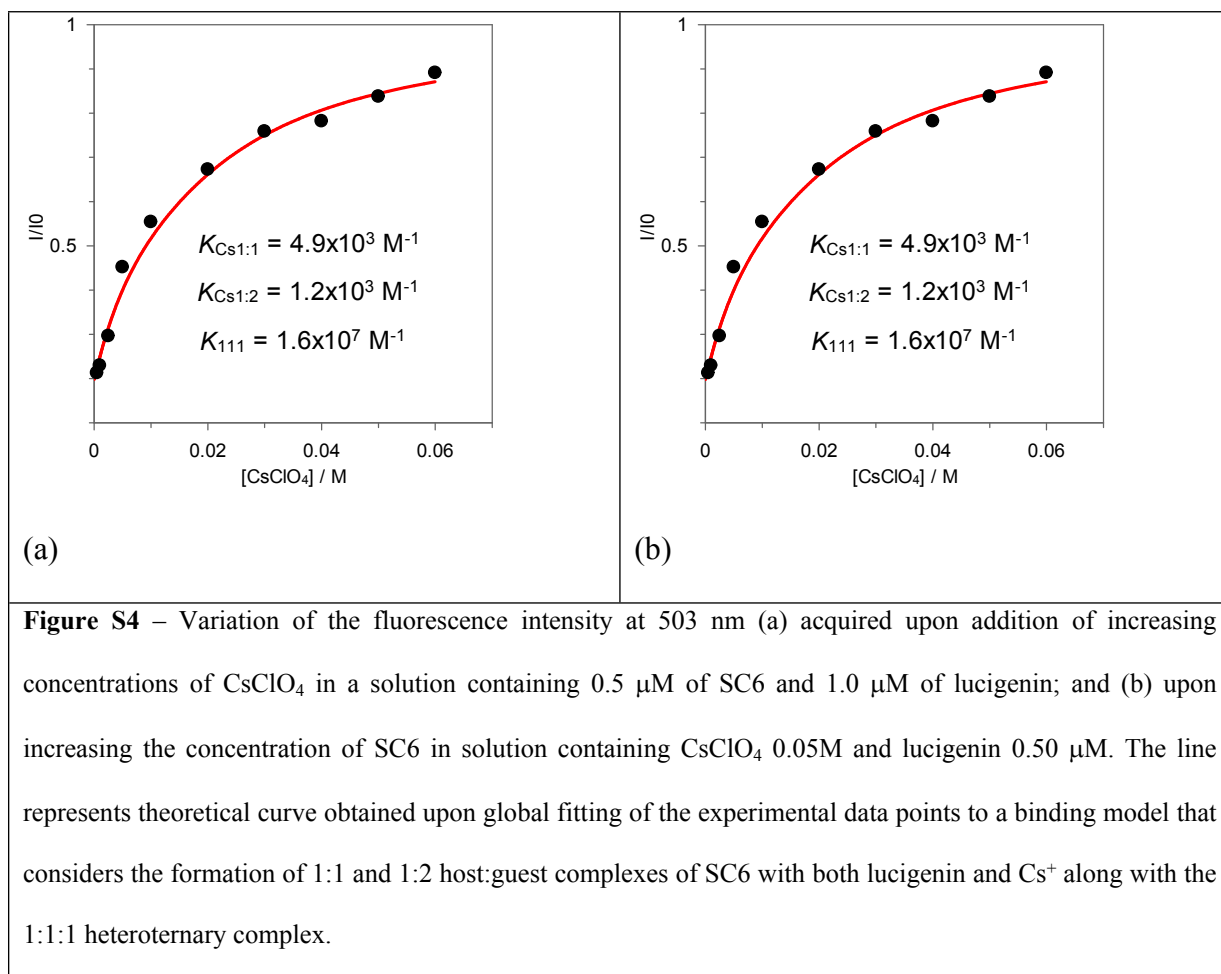 1
I/I0
0.5
K_Cs1:1 = 4.9x10³ M⁻¹
K_Cs1:2 = 1.2x10³ M⁻¹
K₁₁₁ = 1.6x10⁷ M⁻¹
0 0.02 0.04 0.06
[CsClO₄] / M
(a)
1
I/I0
0.5
K_Cs1:1 = 4.9x10³ M⁻¹
K_Cs1:2 = 1.2x10³ M⁻¹
K₁₁₁ = 1.6x10⁷ M⁻¹
0 0.02 0.04 0.06
[CsClO₄] / M
(b)
Figure S4 – Variation of the fluorescence intensity at 503 nm (a) acquired upon addition of increasing
concentrations of CsClO₄ in a solution containing 0.5 μM of SC6 and 1.0 μM of lucigenin; and (b) upon
increasing the concentration of SC6 in solution containing CsClO₄ 0.05M and lucigenin 0.50 μM. The line
represents theoretical curve obtained upon global fitting of the experimental data points to a binding model that
considers the formation of 1:1 and 1:2 host:guest complexes of SC6 with both lucigenin and Cs⁺ along with the
1:1:1 heteroternary complex.